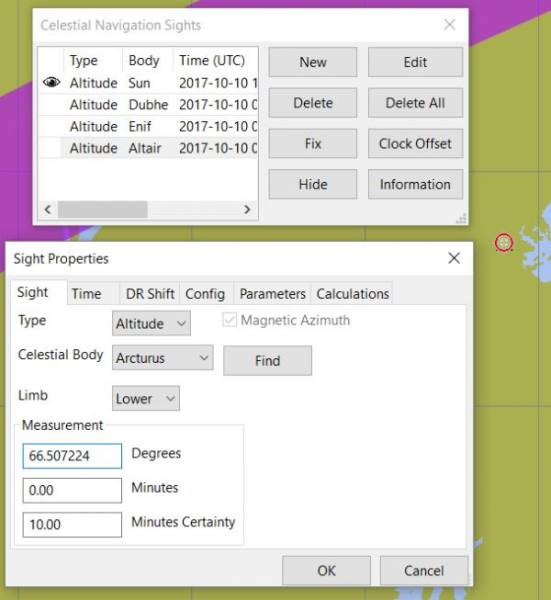 Celestial Navigation Sights
Type Body Time (UTC)
Altitude Sun 2017-10-10 1
Altitude Dubhe 2017-10-10 0
Altitude Enif 2017-10-10 0
Altitude Altair 2017-10-10 0
New Edit
Delete Delete All
Fix Clock Offset
Hide Information
Sight Properties
Sight Time DR Shift Config Parameters Calculations
Type Altitude Magnetic Azimuth
Celestial Body Arcturus Find
Limb Lower
Measurement
66.507224 Degrees
0.00 Minutes
10.00 Minutes Certainty
OK Cancel